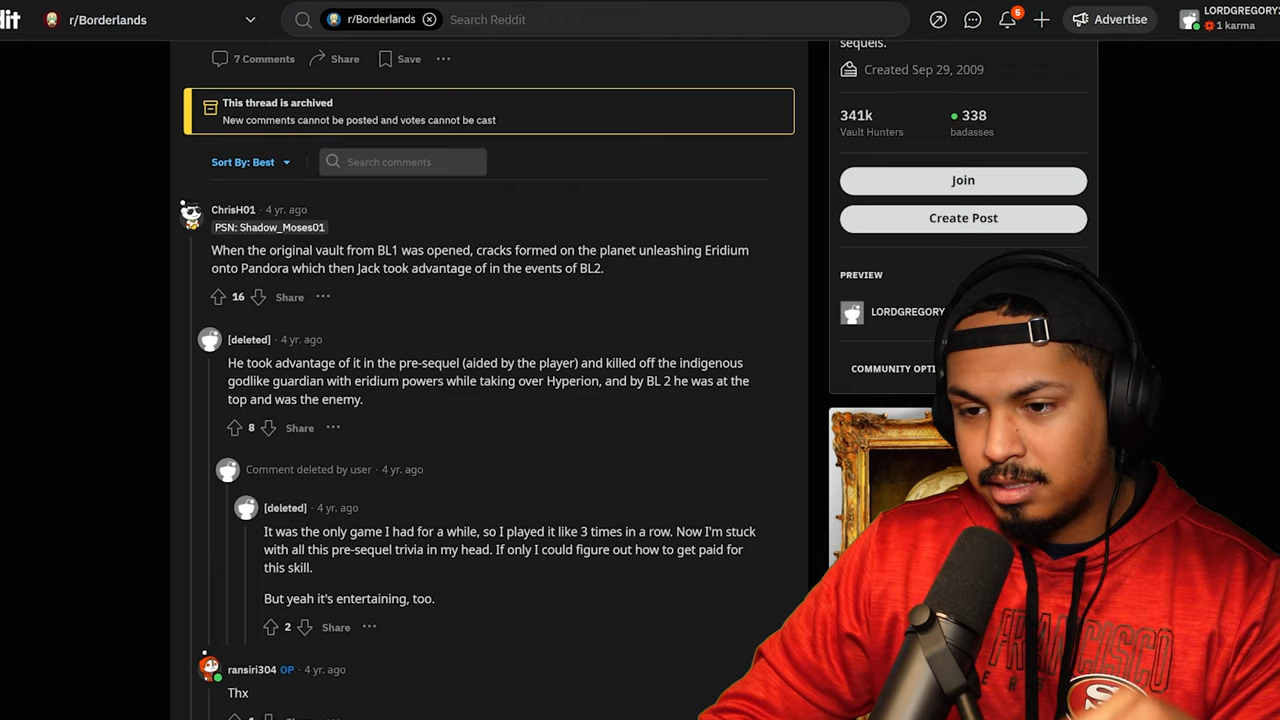 dit
r/Borderlands
r/Borderlands
Search Reddit
6
Advertise
LORDGREGORY
1 karma
7 Comments
Share
Save
sequels.
Created Sep 29, 2009
This thread is archived
New comments cannot be posted and votes cannot be cast
341k
338
Vault Hunters
badasses
Sort By: Best
Search comments
Join
Create Post
ChrisH01 · 4 yr. ago
PSN: Shadow_Moses01
When the original vault from BL1 was opened, cracks formed on the planet unleashing Eridium
onto Pandora which then Jack took advantage of in the events of BL2.
16
Share
PREVIEW
LORDGREGORY
COMMUNITY OPTI
[deleted] · 4 yr. ago
He took advantage of it in the pre-sequel (aided by the player) and killed off the indigenous
godlike guardian with eridium powers while taking over Hyperion, and by BL 2 he was at the
top and was the enemy.
8
Share
Comment deleted by user · 4 yr. ago
[deleted] · 4 yr. ago
It was the only game I had for a while, so I played it like 3 times in a row. Now I'm stuck
with all this pre-sequel trivia in my head. If only I could figure out how to get paid for
this skill.
But yeah it's entertaining, too.
2
Share
ransiri304 OP · 4 yr. ago
Thx